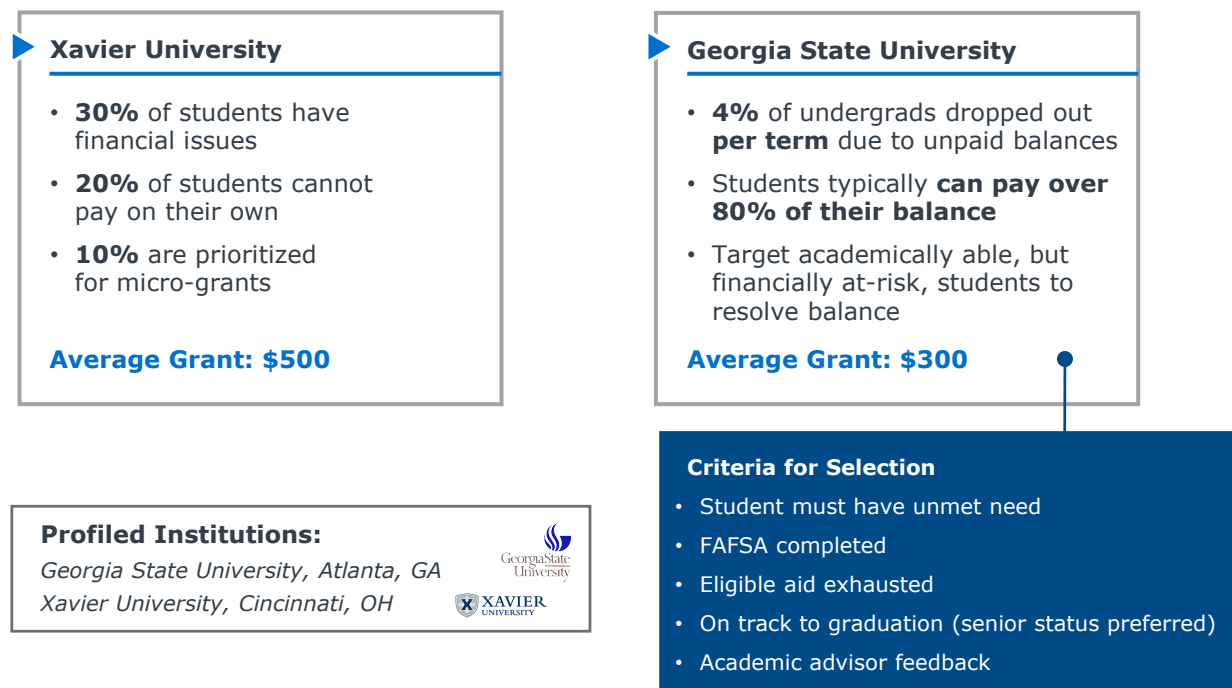 Xavier University
• 30% of students have
financial issues
• 20% of students cannot
pay on their own
• 10% are prioritized
for micro-grants
Average Grant: $500
Georgia State University
• 4% of undergrads dropped out
per term due to unpaid balances
• Students typically can pay over
80% of their balance
• Target academically able, but
financially at-risk, students to
resolve balance
Average Grant: $300
Criteria for Selection
• Student must have unmet need
• FAFSA completed
• Eligible aid exhausted
• On track to graduation (senior status preferred)
• Academic advisor feedback
Profiled Institutions:
Georgia State University, Atlanta, GA
Xavier University, Cincinnati, OH
GeorgiaState
University
X XAVIER
UNIVERSITY